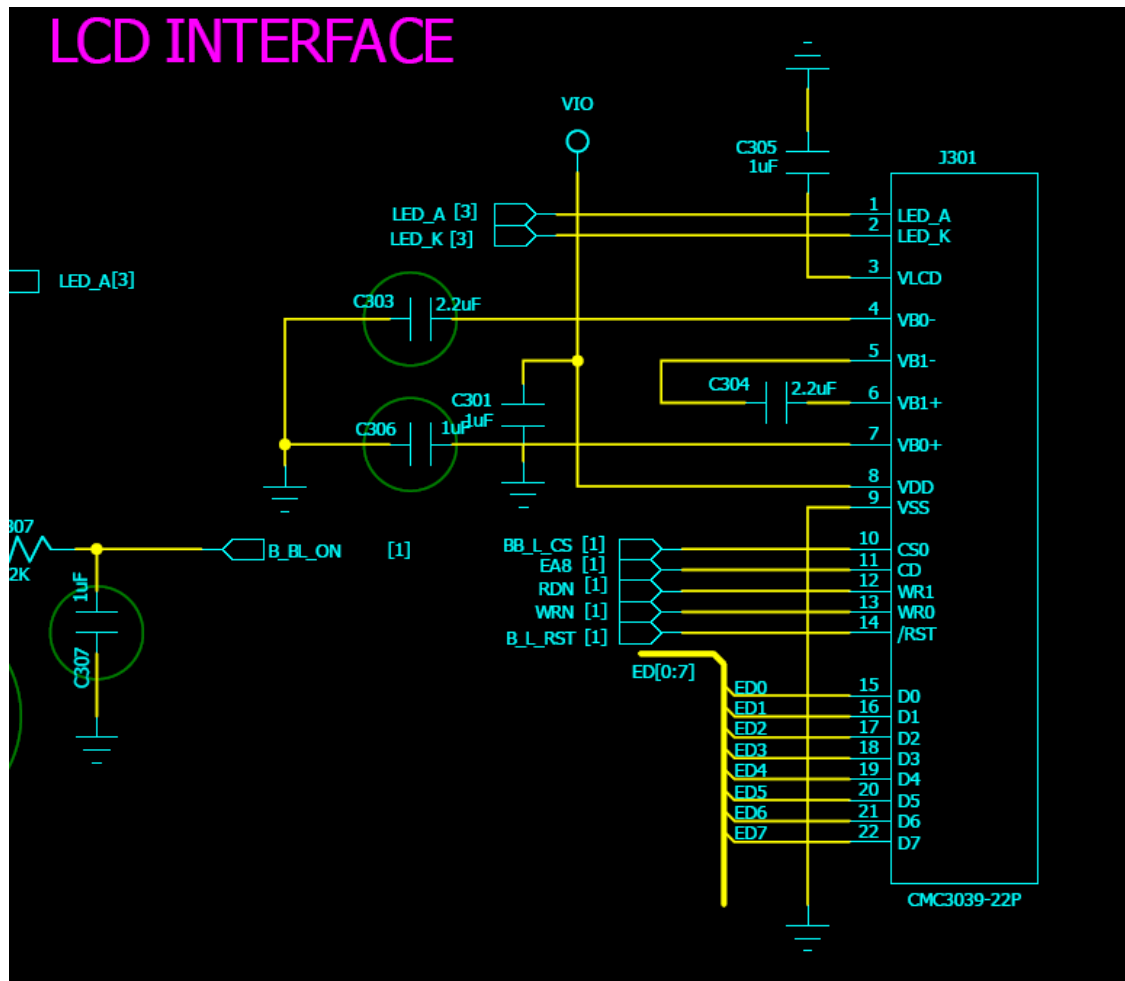 LCD INTERFACE
VIO
C305
1uF
J301
LED_A [3]
LED_K [3]
1
LED_A
2
LED_K
3
VLCD
LED_A[3]
C303
2.2uF
4
VB0-
5
VB1-
C304
2.2uF
6
VB1+
C301
1uF
C306
1uF
7
VB0+
8
VDD
9
VSS
307
2K
B_BL_ON [1]
BB_L_CS [1]
10
CS0
EA8 [1]
11
CD
RDN [1]
12
WR1
WRN [1]
13
WR0
B_L_RST [1]
14
/RST
1uF
C307
ED[0:7]
ED0
15
D0
ED1
16
D1
ED2
17
D2
ED3
18
D3
ED4
19
D4
ED5
20
D5
ED6
21
D6
ED7
22
D7
CMC3039-22P